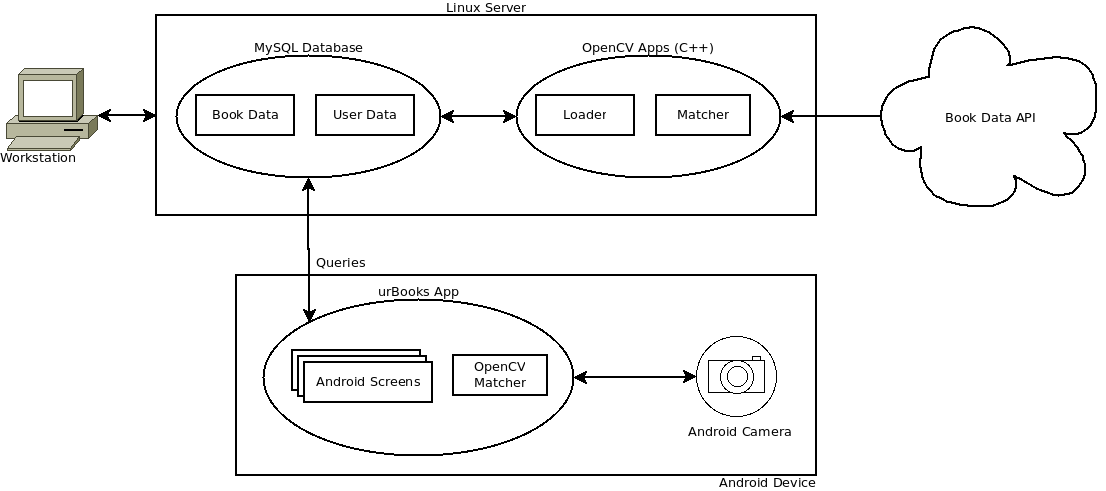 Linux Server
MySQL Database
OpenCV Apps (C++)
Book Data
User Data
Loader
Matcher
Book Data API
Workstation
Queries
urBooks App
Android Screens
OpenCV
Matcher
Android Camera
Android Device